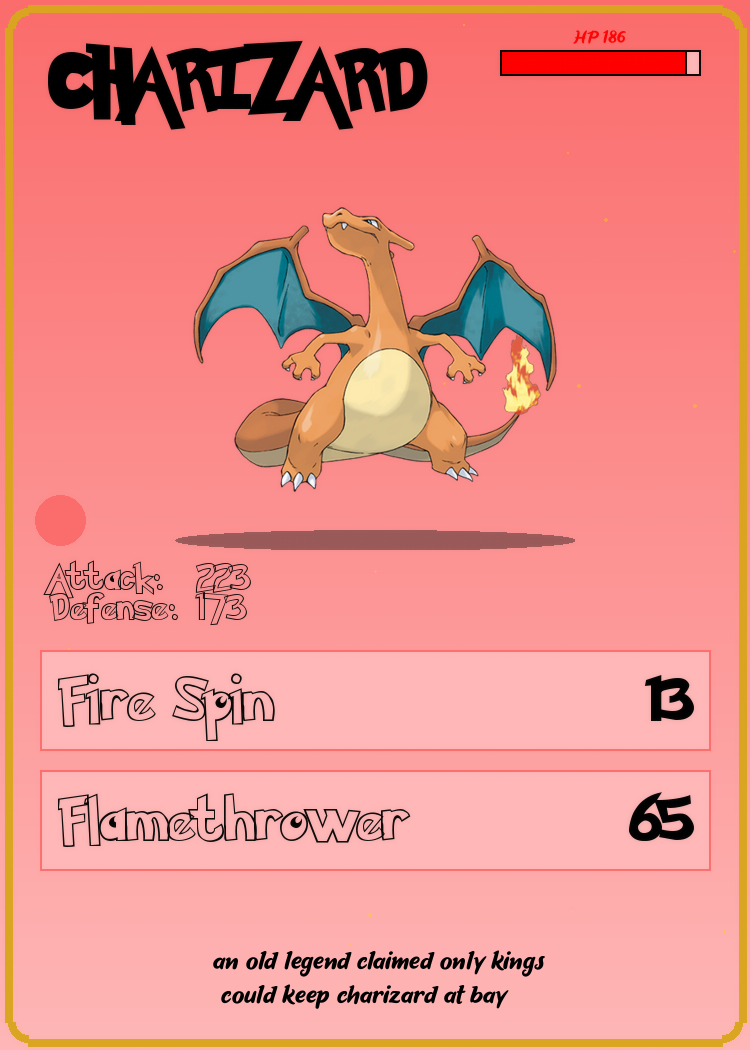 CHARIZARD
HP 186
Attack: 223
Defense: 173
Fire Spin 13
Flamethrower 65
an old legend claimed only kings
could keep charizard at bay